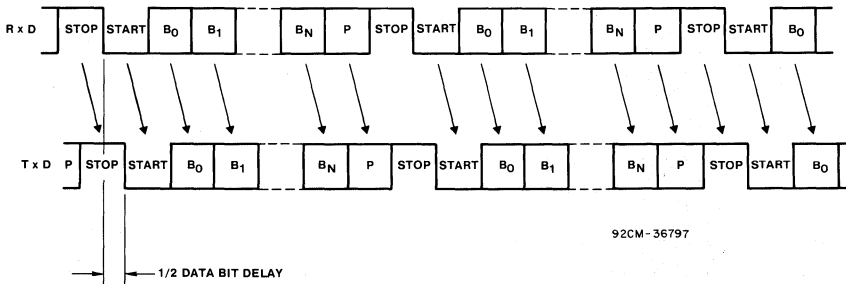 R x D STOP START B0 B1 BN P STOP START B0 B1 BN P STOP START B0
T x D P STOP START B0 B1 BN P STOP START B0 B1 BN P STOP START B0
92CM-36797
1/2 DATA BIT DELAY